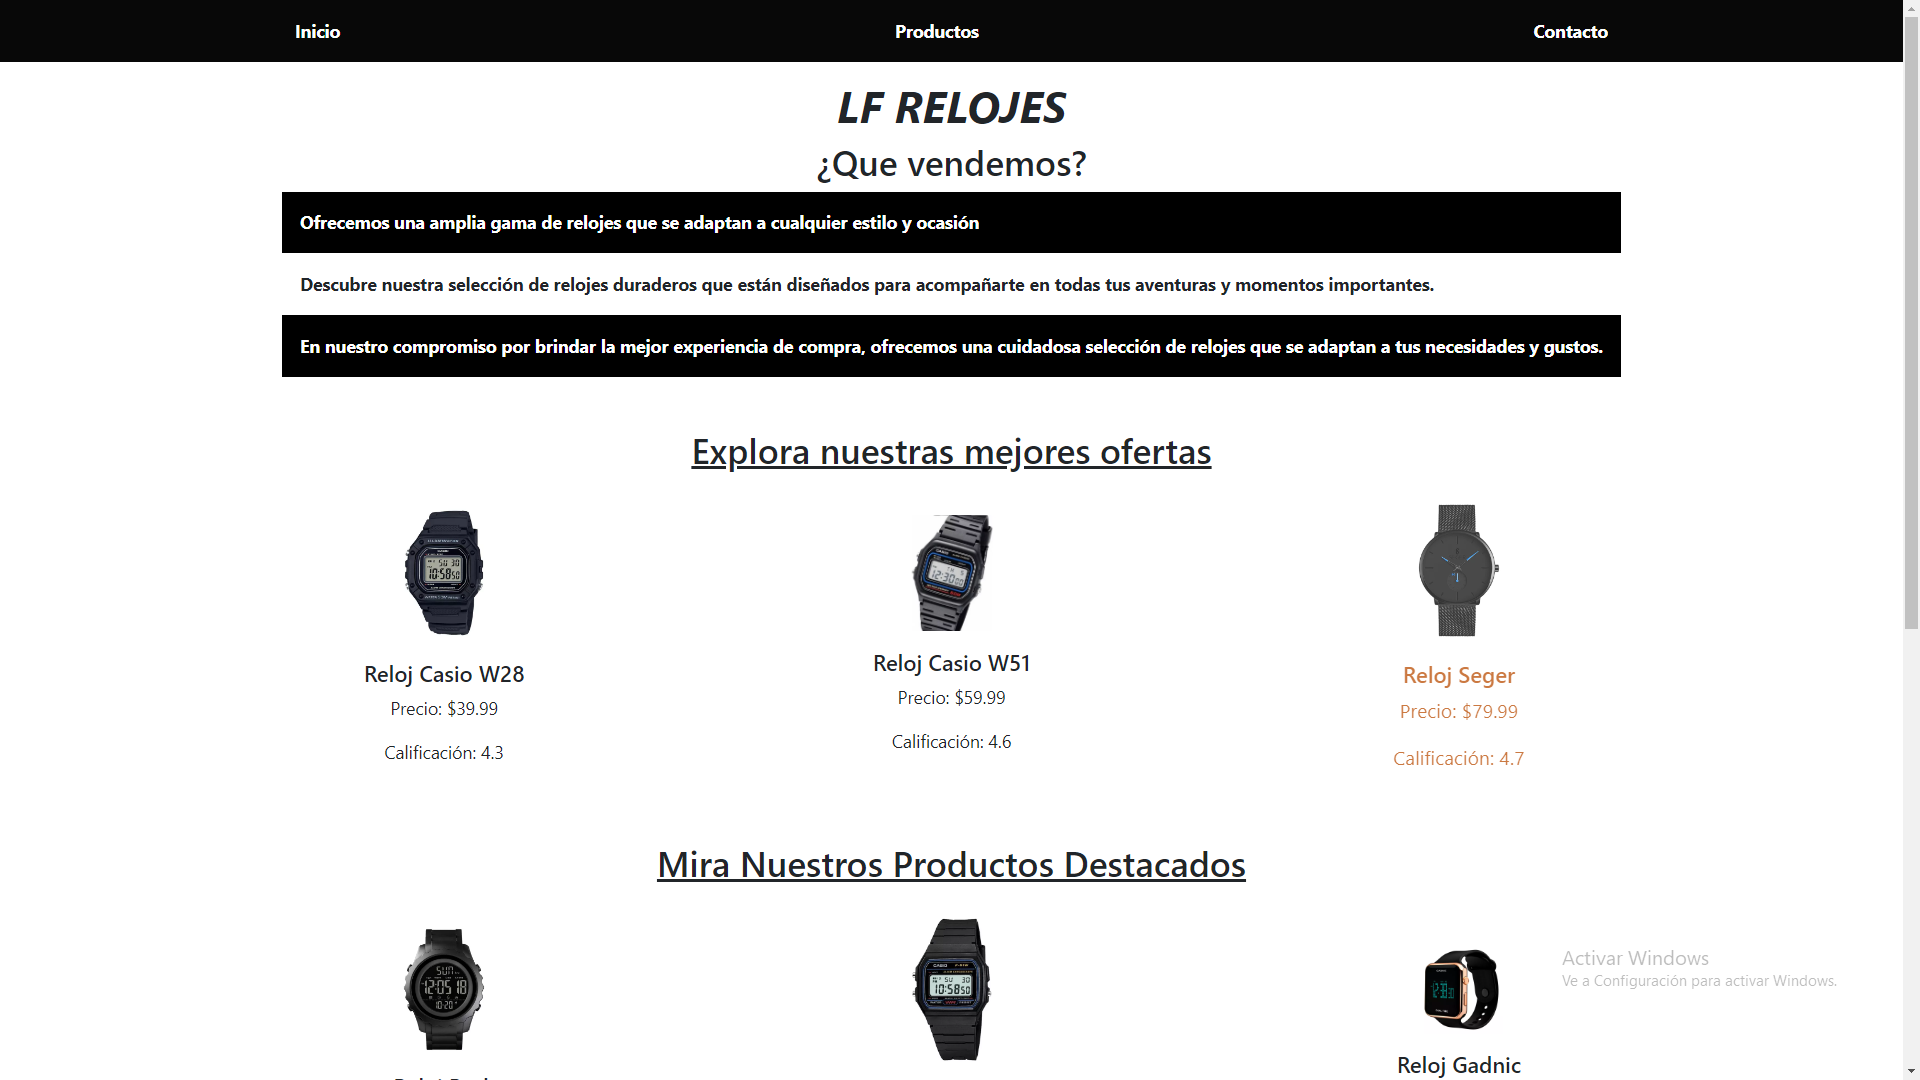 Inicio Productos Contacto
LF RELOJES
¿Que vendemos?
Ofrecemos una amplia gama de relojes que se adaptan a cualquier estilo y ocasión
Descubre nuestra selección de relojes duraderos que están diseñados para acompañarte en todas tus aventuras y momentos importantes.
En nuestro compromiso por brindar la mejor experiencia de compra, ofrecemos una cuidadosa selección de relojes que se adaptan a tus necesidades y gustos.
Explora nuestras mejores ofertas
Reloj Casio W28
Precio: $39.99
Calificación: 4.3
Reloj Casio W51
Precio: $59.99
Calificación: 4.6
Reloj Seger
Precio: $79.99
Calificación: 4.7
Mira Nuestros Productos Destacados
Reloj Gadnic
Activar Windows
Ve a Configuración para activar Windows.